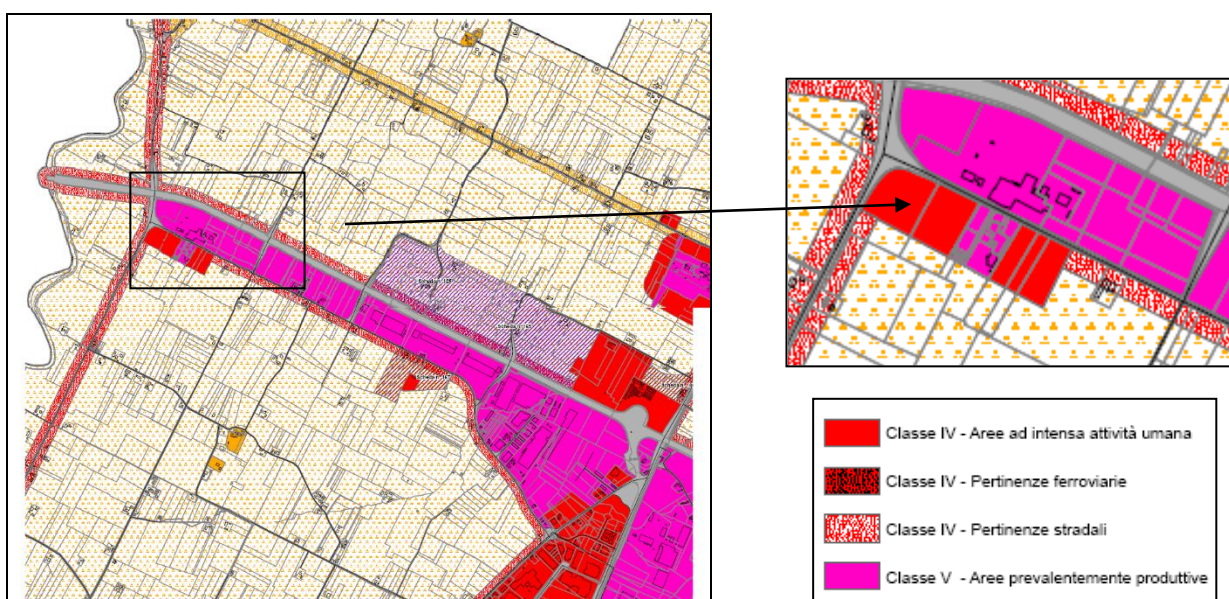 Classe IV - Aree ad intensa attività umana
Classe IV - Pertinenze ferroviarie
Classe IV - Pertinenze stradali
Classe V - Aree prevalentemente produttive